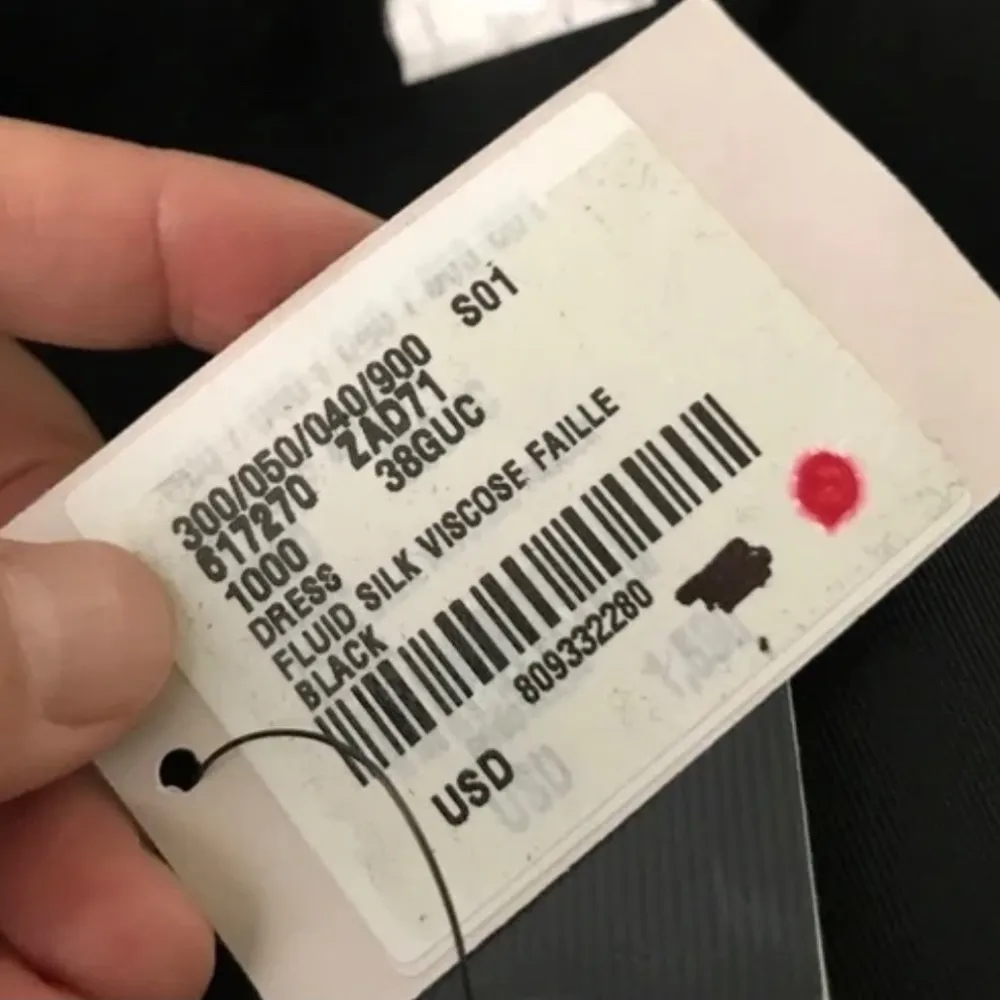 300/050/040/900 S01
617270 ZAD71
1000 38GUC
DRESS
FLUID SILK VISCOSE FAILLE
BLACK
809332280
USD